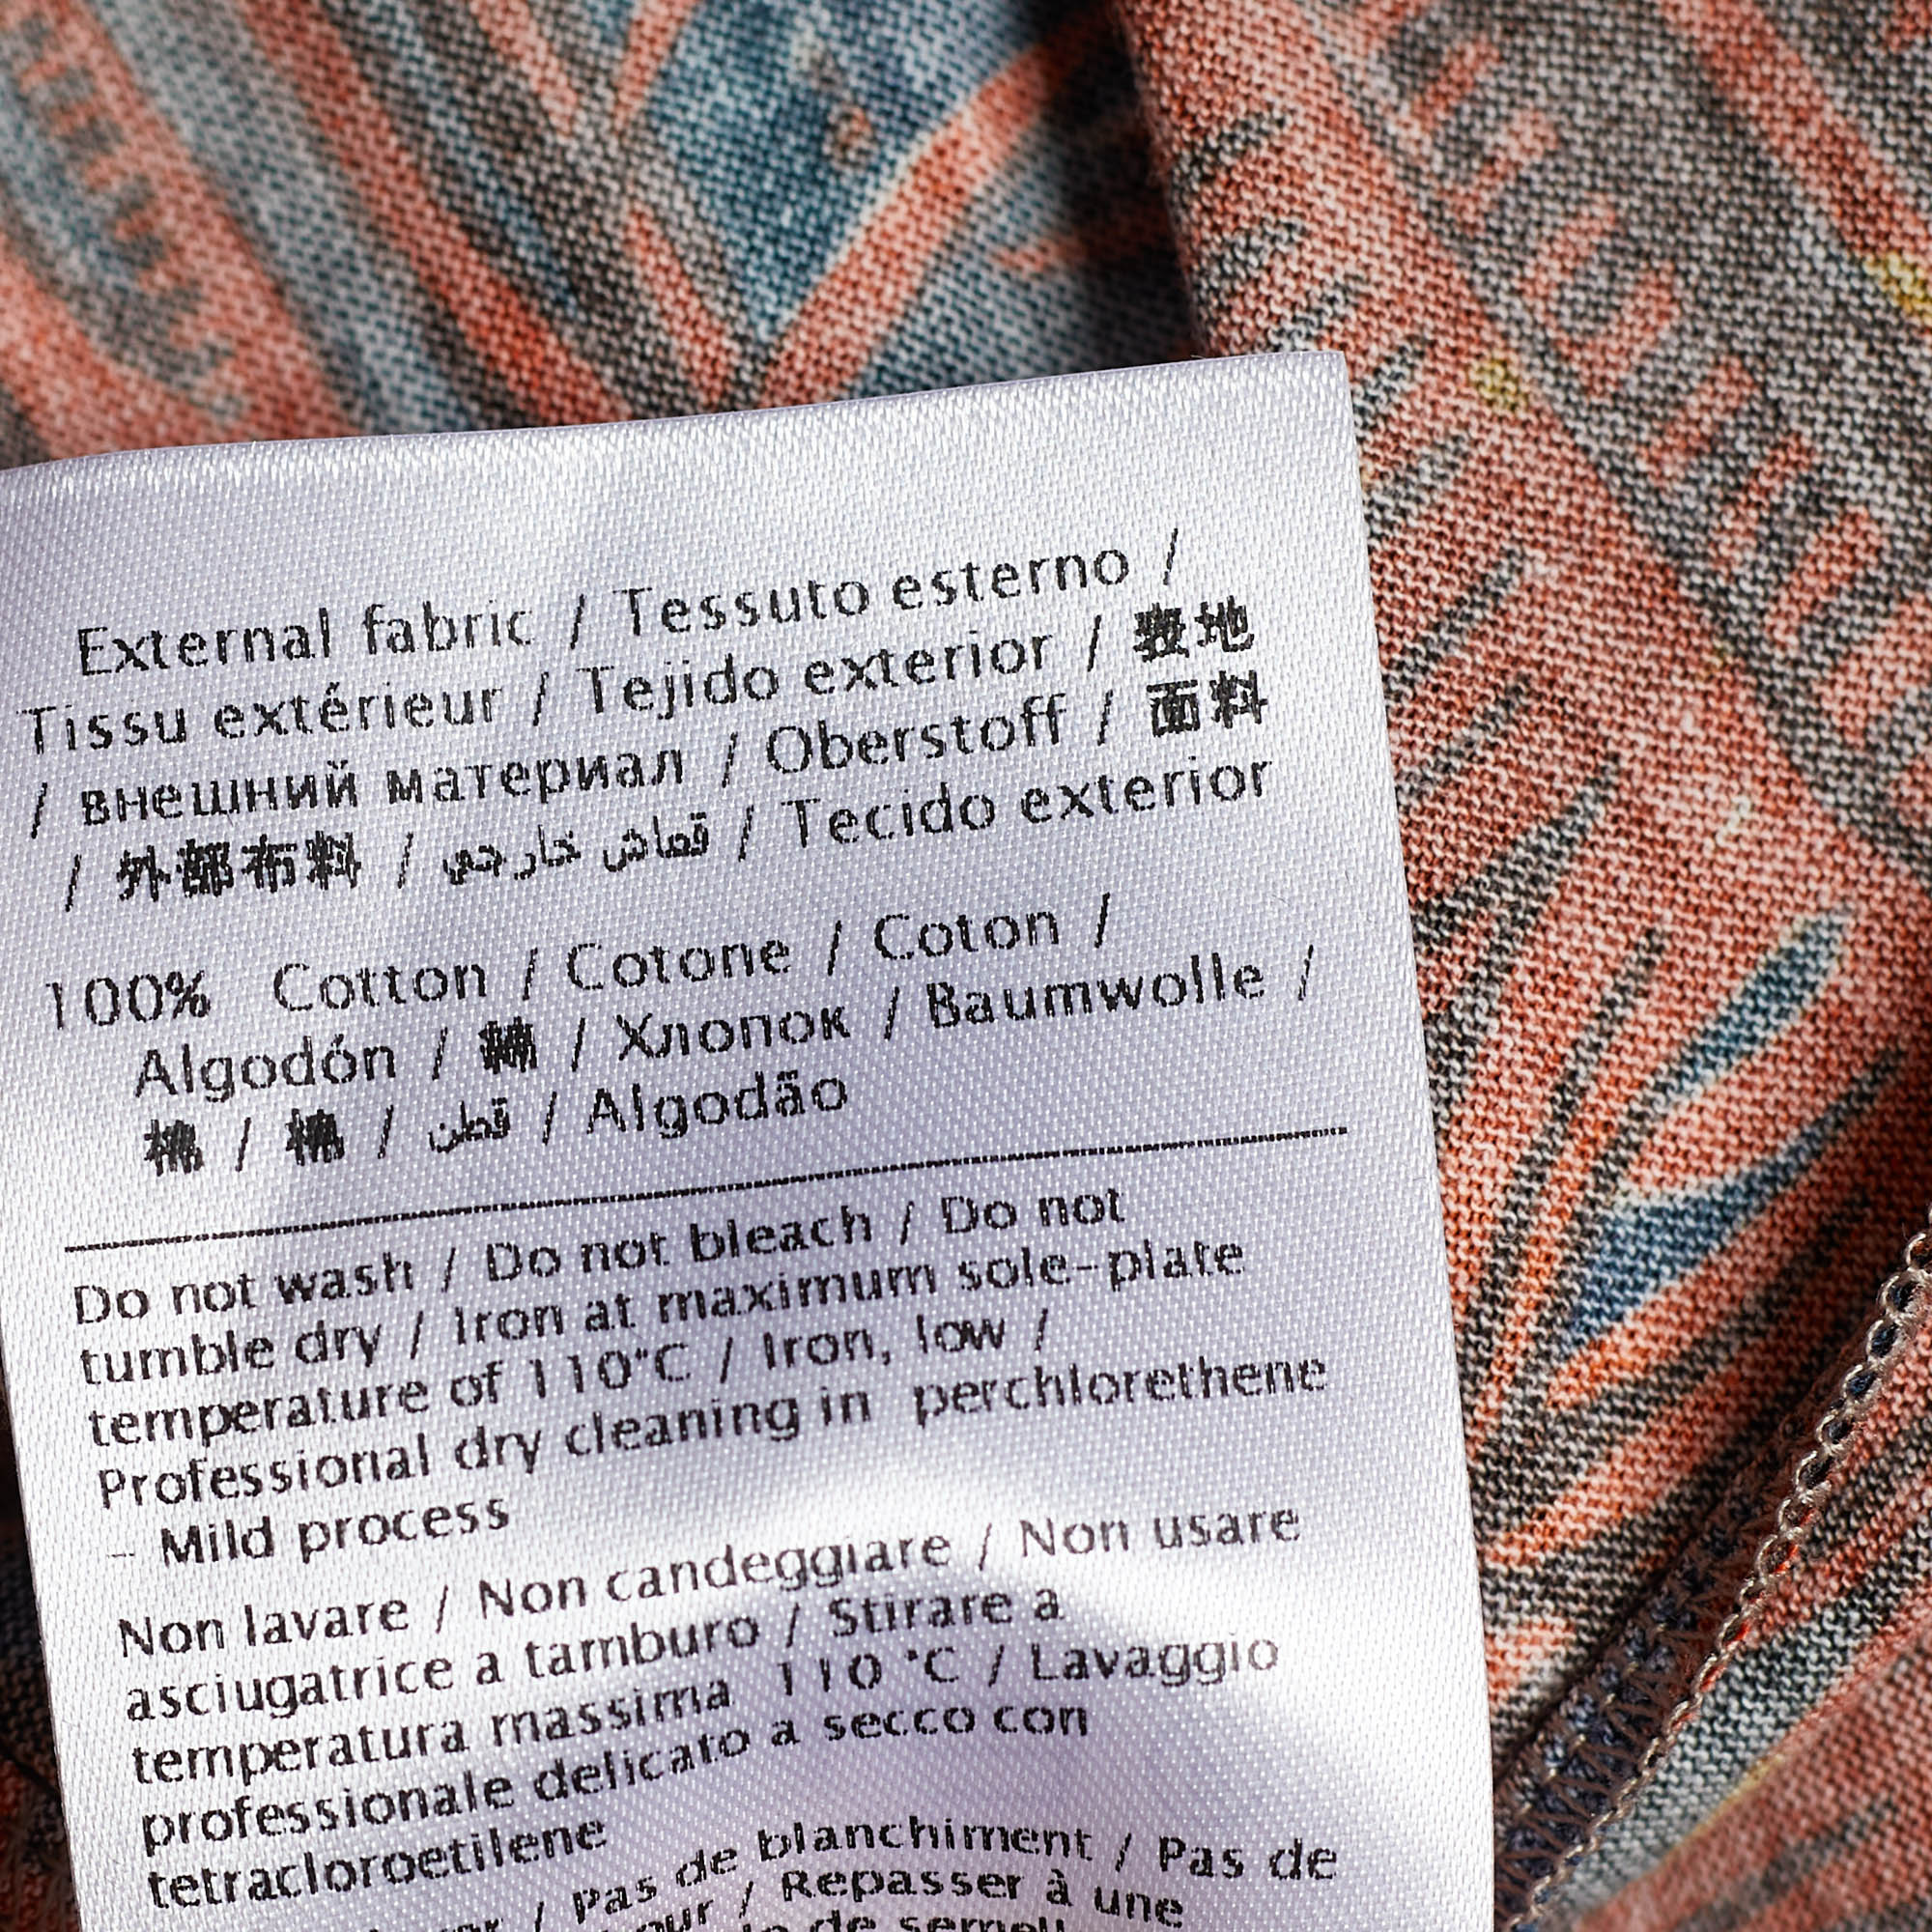 External fabric / Tessuto esterno /
Tissu extérieur / Tejido exterior / 表地
/ внешний материал / Oberstoff / 面料
/ 外部布料 / قماش خارجي / Tecido exterior
100% Cotton / Cotone / Coton /
Algodón / 綿 / Хлопок / Baumwolle /
棉 / 棉 / قطن / Algodão
Do not wash / Do not bleach / Do not
tumble dry / Iron at maximum sole-plate
temperature of 110°C / Iron, low /
Professional dry cleaning in perchlorethene
- Mild process
Non lavare / Non candeggiare / Non usare
asciugatrice a tamburo / Stirare a
temperatura massima 110 °C / Lavaggio
professionale delicato a secco con
tetracloroetilene
/ Pas de blanchiment / Pas de
/ Repasser à une
de